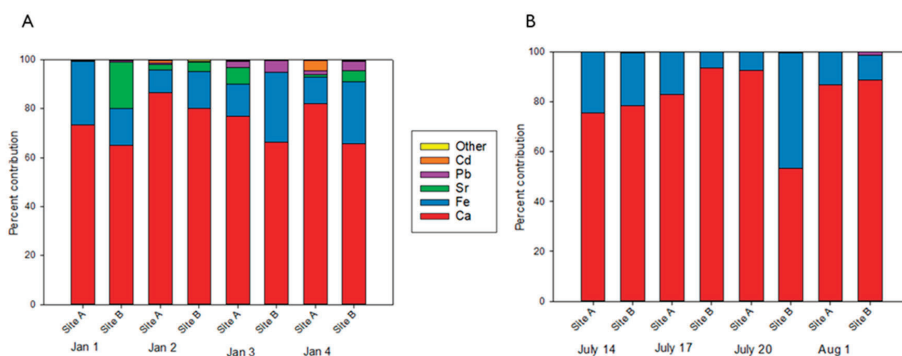 A
B
Percent contribution
100
80
60
40
20
0
Site A
Site B
Site A
Site B
Site A
Site B
Site A
Site B
Jan 1
Jan 2
Jan 3
Jan 4
Other
Cd
Pb
Sr
Fe
Ca
Percent contribution
100
80
60
40
20
0
Site A
Site B
Site A
Site B
Site A
Site B
Site A
Site B
July 14
July 17
July 20
Aug 1